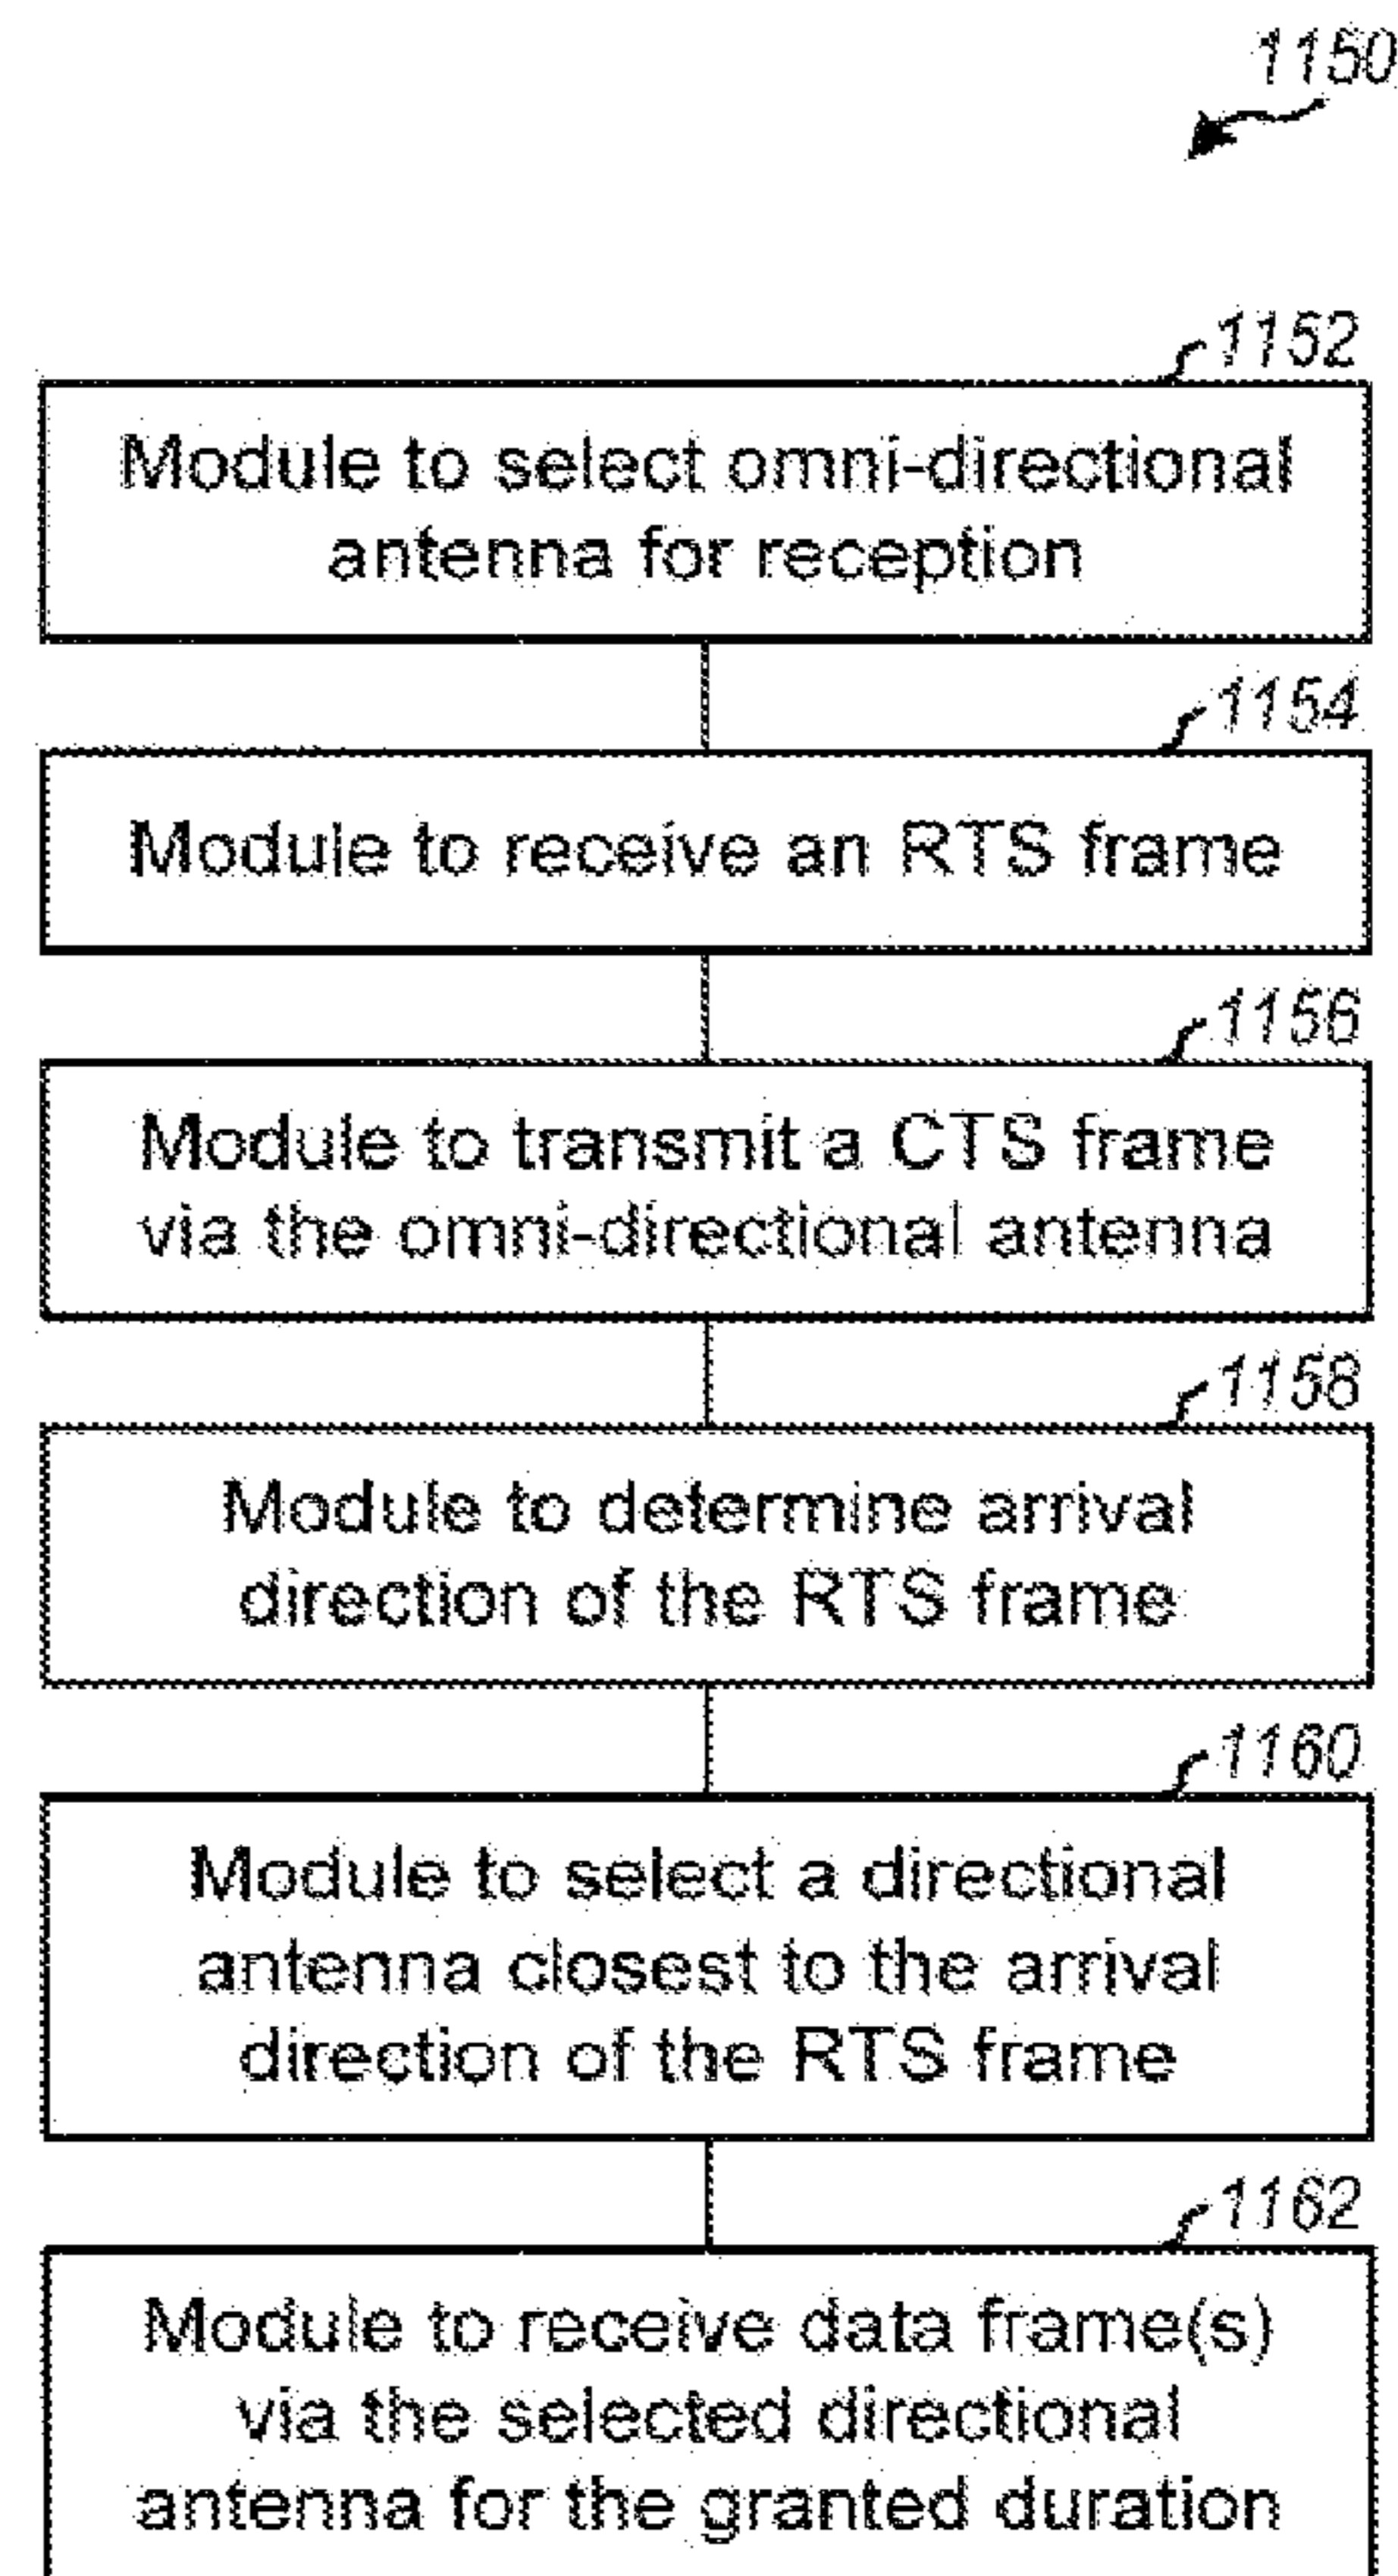 1150
1152
Module to select omni-directional
antenna for reception
1154
Module to receive an RTS frame
1156
Module to transmit a CTS frame
via the omni-directional antenna
1158
Module to determine arrival
direction of the RTS frame
1160
Module to select a directional
antenna closest to the arrival
direction of the RTS frame
1162
Module to receive data frame(s)
via the selected directional
antenna for the granted duration